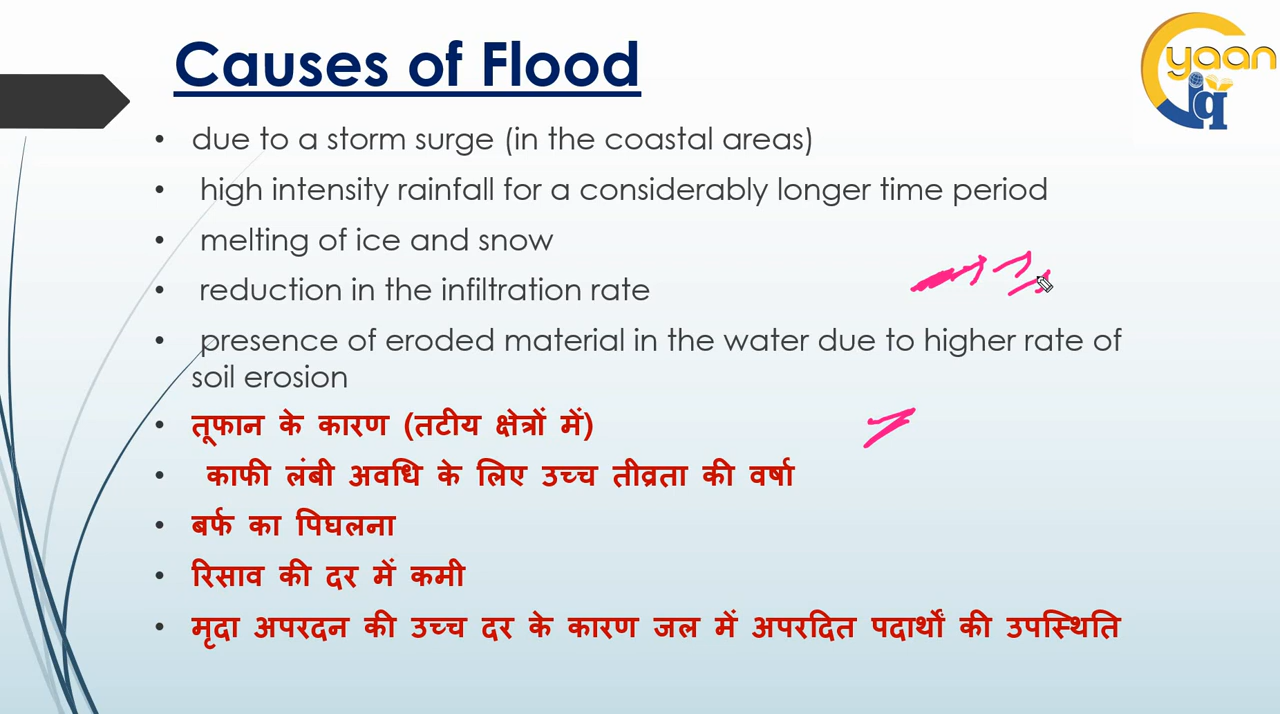 Causes of Flood
yaan
iq
• due to a storm surge (in the coastal areas)
• high intensity rainfall for a considerably longer time period
• melting of ice and snow
• reduction in the infiltration rate
• presence of eroded material in the water due to higher rate of
soil erosion
• तूफान के कारण (तटीय क्षेत्रों में)
• काफी लंबी अवधि के लिए उच्च तीव्रता की वर्षा
• बर्फ का पिघलना
• रिसाव की दर में कमी
• मृदा अपरदन की उच्च दर के कारण जल में अपरदित पदार्थों की उपस्थिति